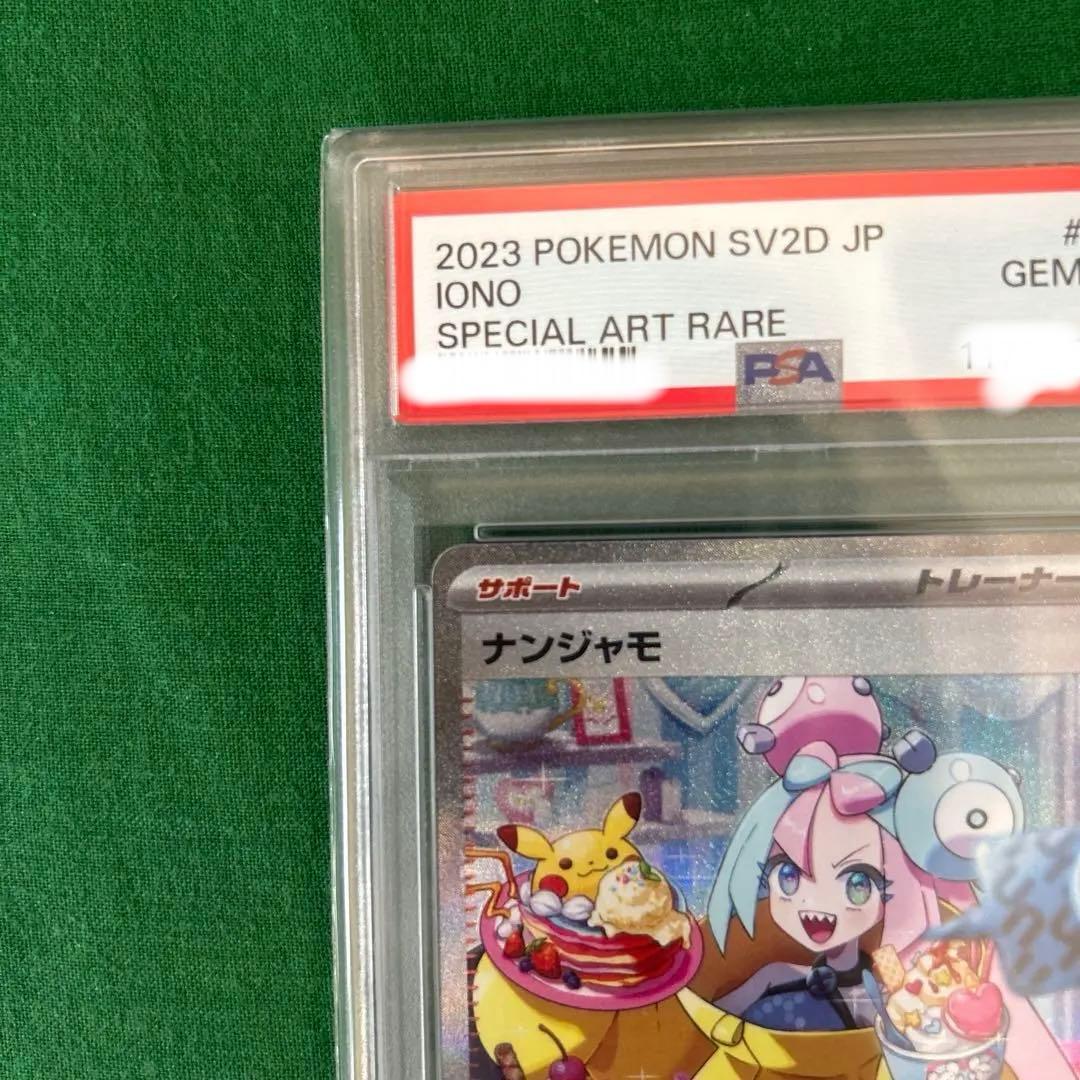 2023 POKEMON SV2D JP #
IONO GEM
SPECIAL ART RARE
PSA
サポート トレーナー
ナンジャモ